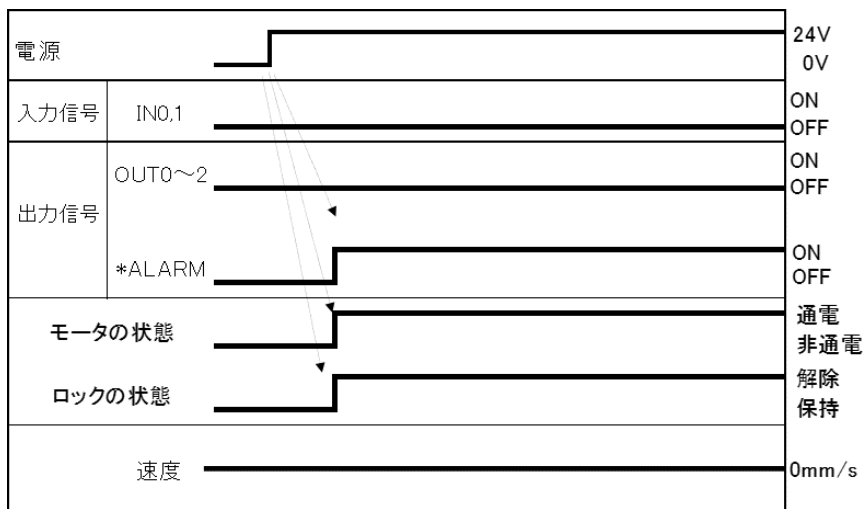 電源
24V
0V
入力信号
IN0,1
ON
OFF
出力信号
OUT0～2
ON
OFF
*ALARM
ON
OFF
モータの状態
通電
非通電
ロックの状態
解除
保持
速度
0mm/s